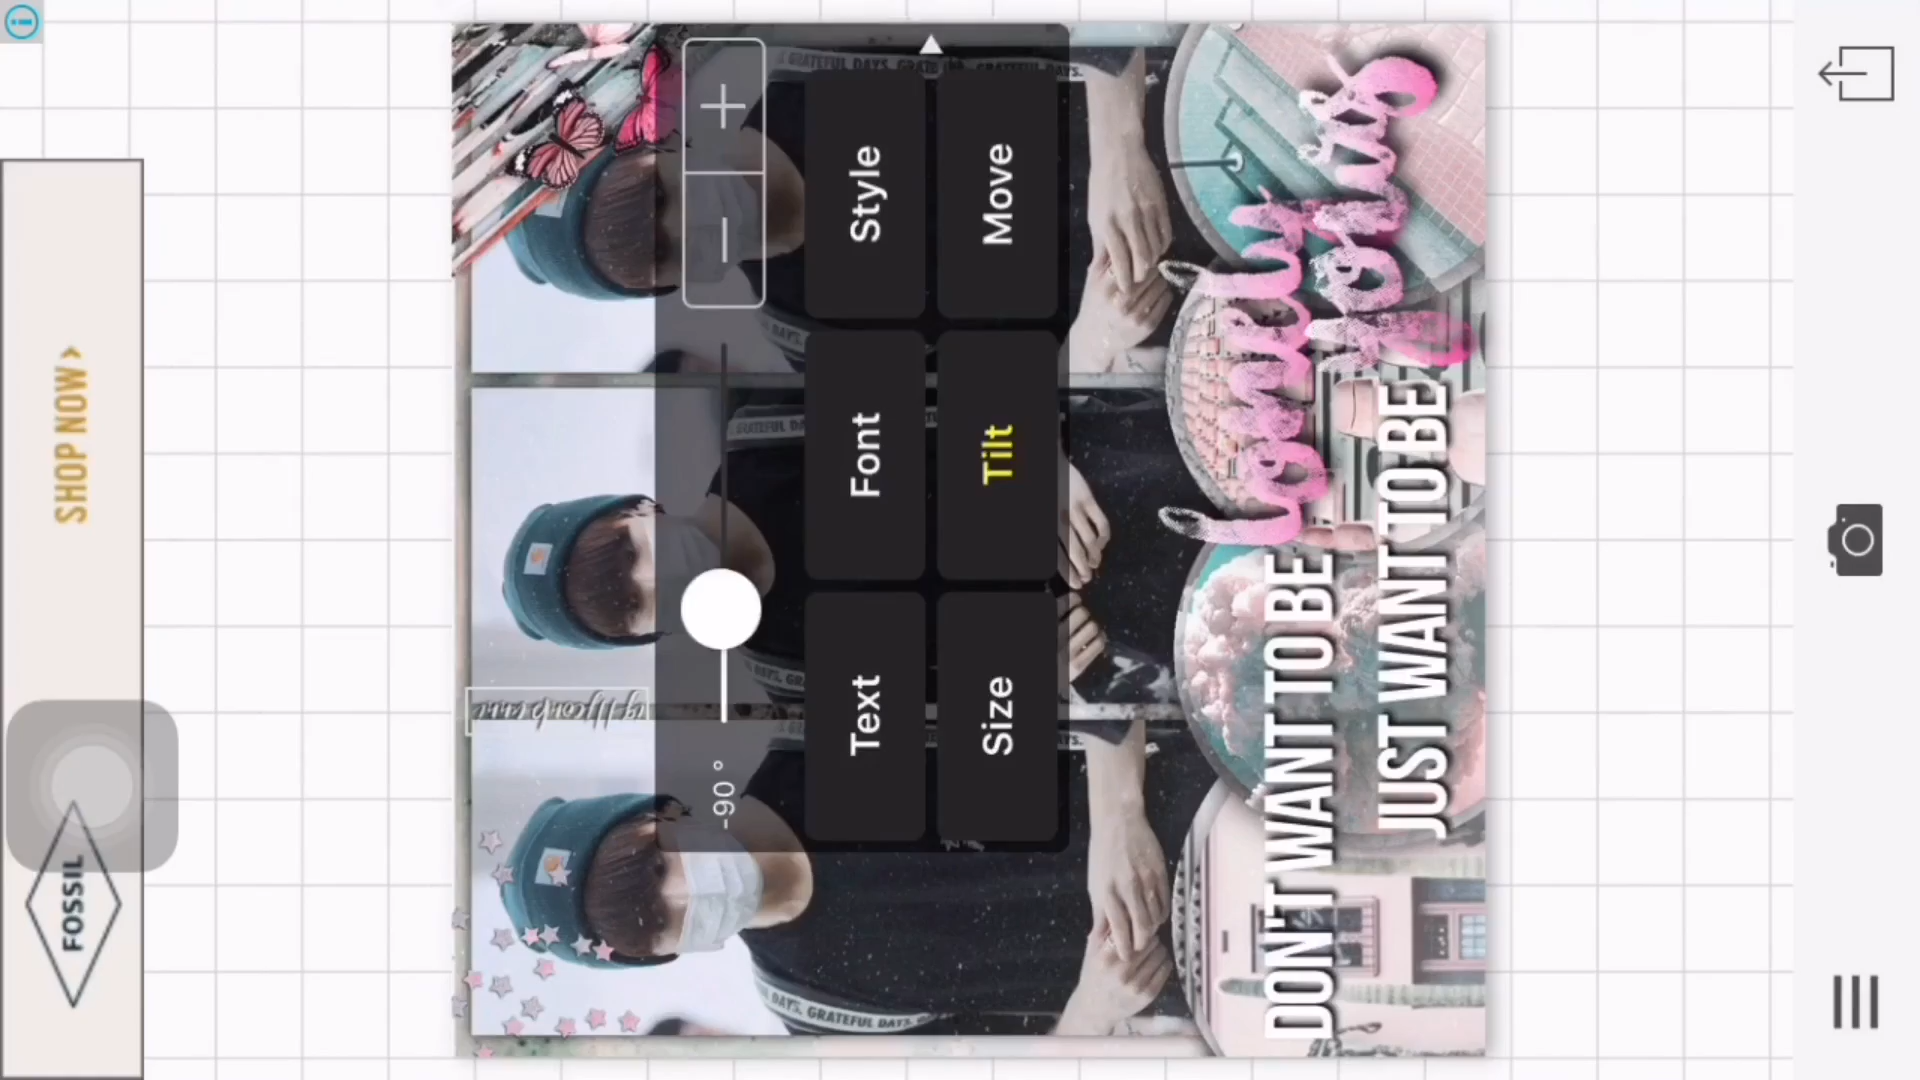 DON'T WANT TO BE lonely
JUST WANT TO BE yours
Text
Font
Style
Size
Tilt
Move
-90°
GRATEFUL DAYS.
SHOP NOW
FOSSIL